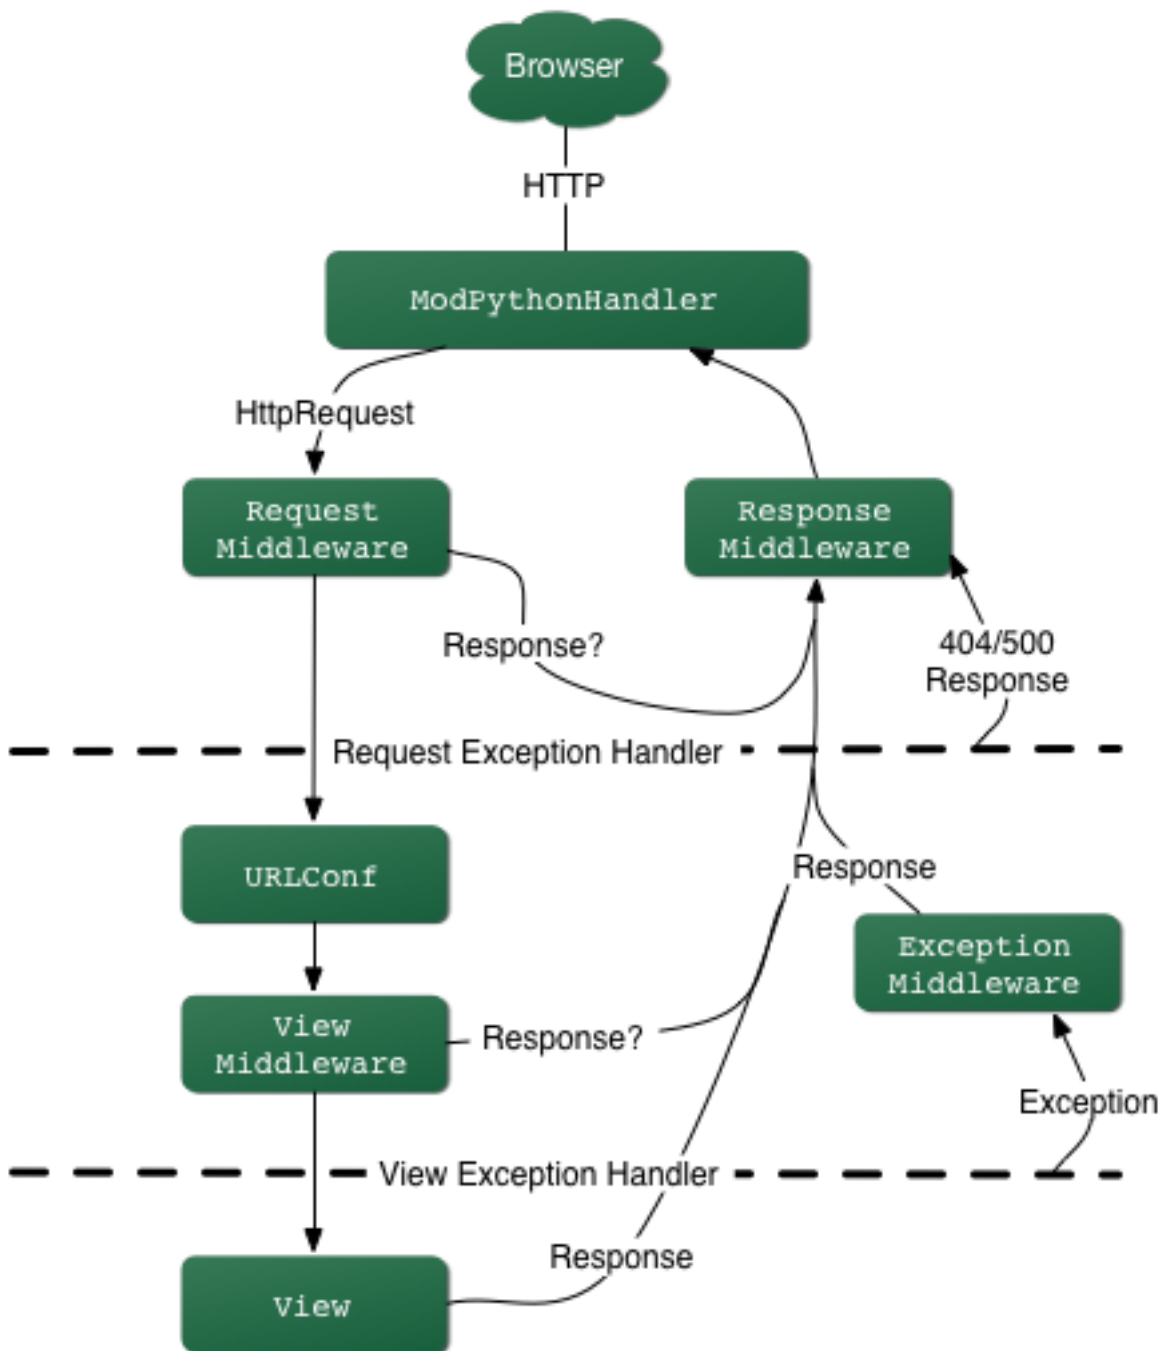 Browser
HTTP
ModPythonHandler
HttpRequest
Request
Middleware
Response
Middleware
Response?
404/500
Response
Request Exception Handler
URLConf
Response
Exception
Middleware
View
Middleware
Response?
Exception
View Exception Handler
Response
View